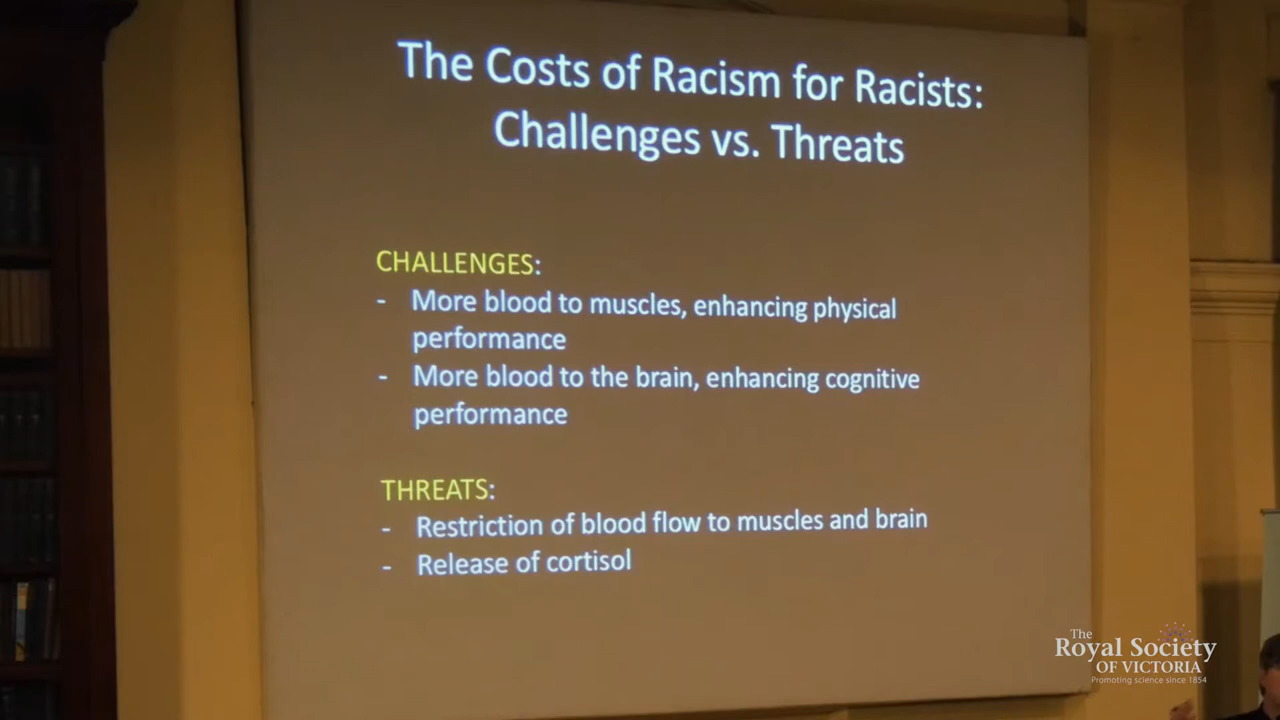 The Costs of Racism for Racists:
Challenges vs. Threats
CHALLENGES:
- More blood to muscles, enhancing physical
performance
- More blood to the brain, enhancing cognitive
performance
THREATS:
- Restriction of blood flow to muscles and brain
- Release of cortisol
The
Royal Society
OF VICTORIA
Promoting science since 1854